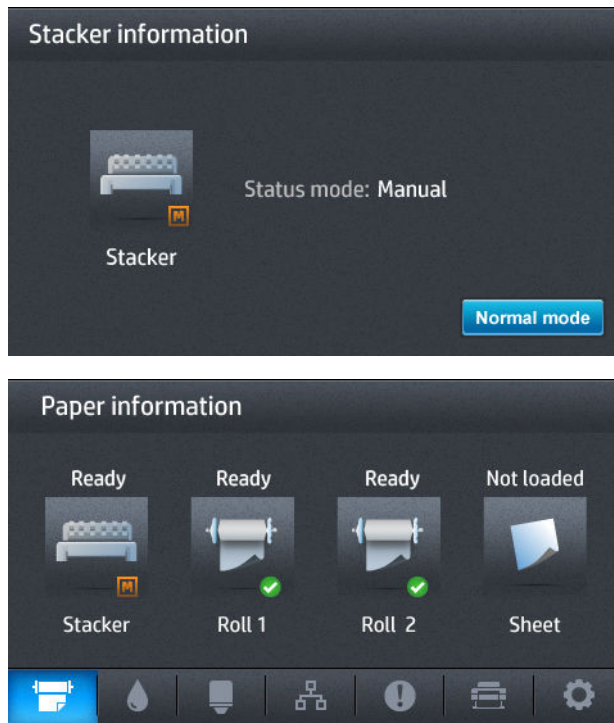 Stacker information
Status mode: Manual
M
Stacker
Normal mode
Paper information
Ready Ready Ready Not loaded
M
Stacker Roll 1 Roll 2 Sheet